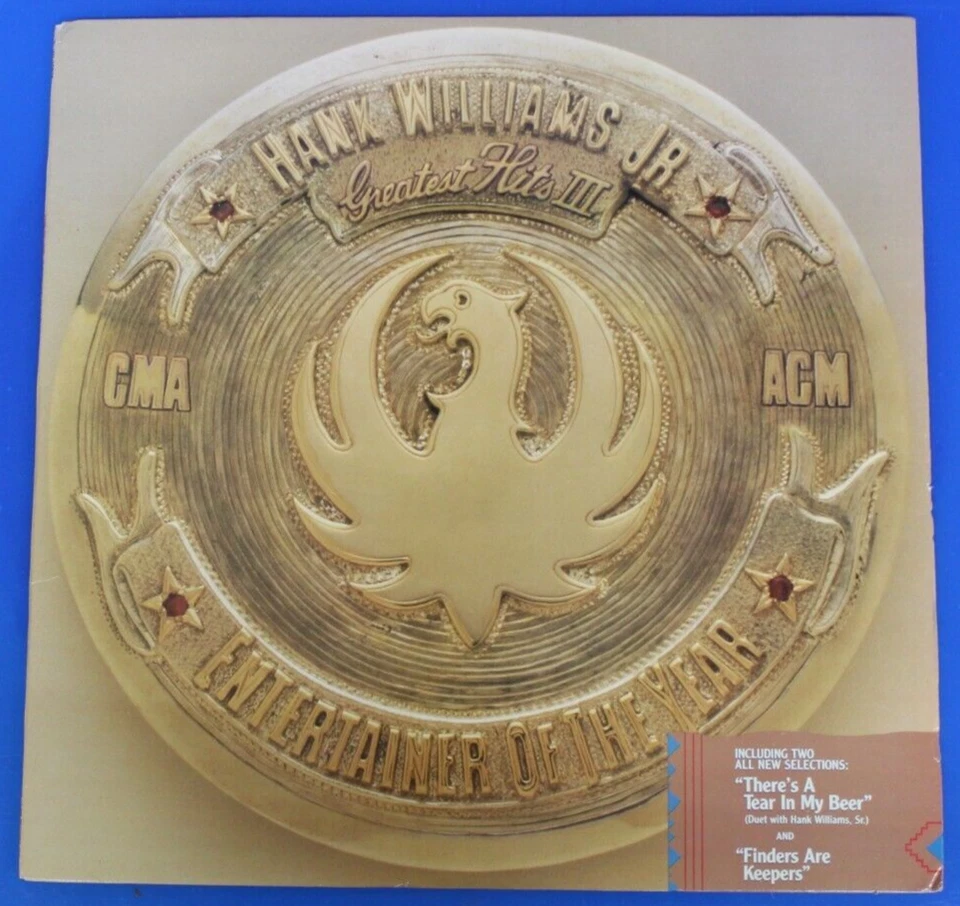 HANK WILLIAMS JR.
Greatest Hits III
CMA
ACM
ENTERTAINER OF THE YEAR
INCLUDING TWO
ALL NEW SELECTIONS:
“There’s A
Tear In My Beer”
(Duet with Hank Williams, Sr.)
AND
“Finders Are
Keepers”